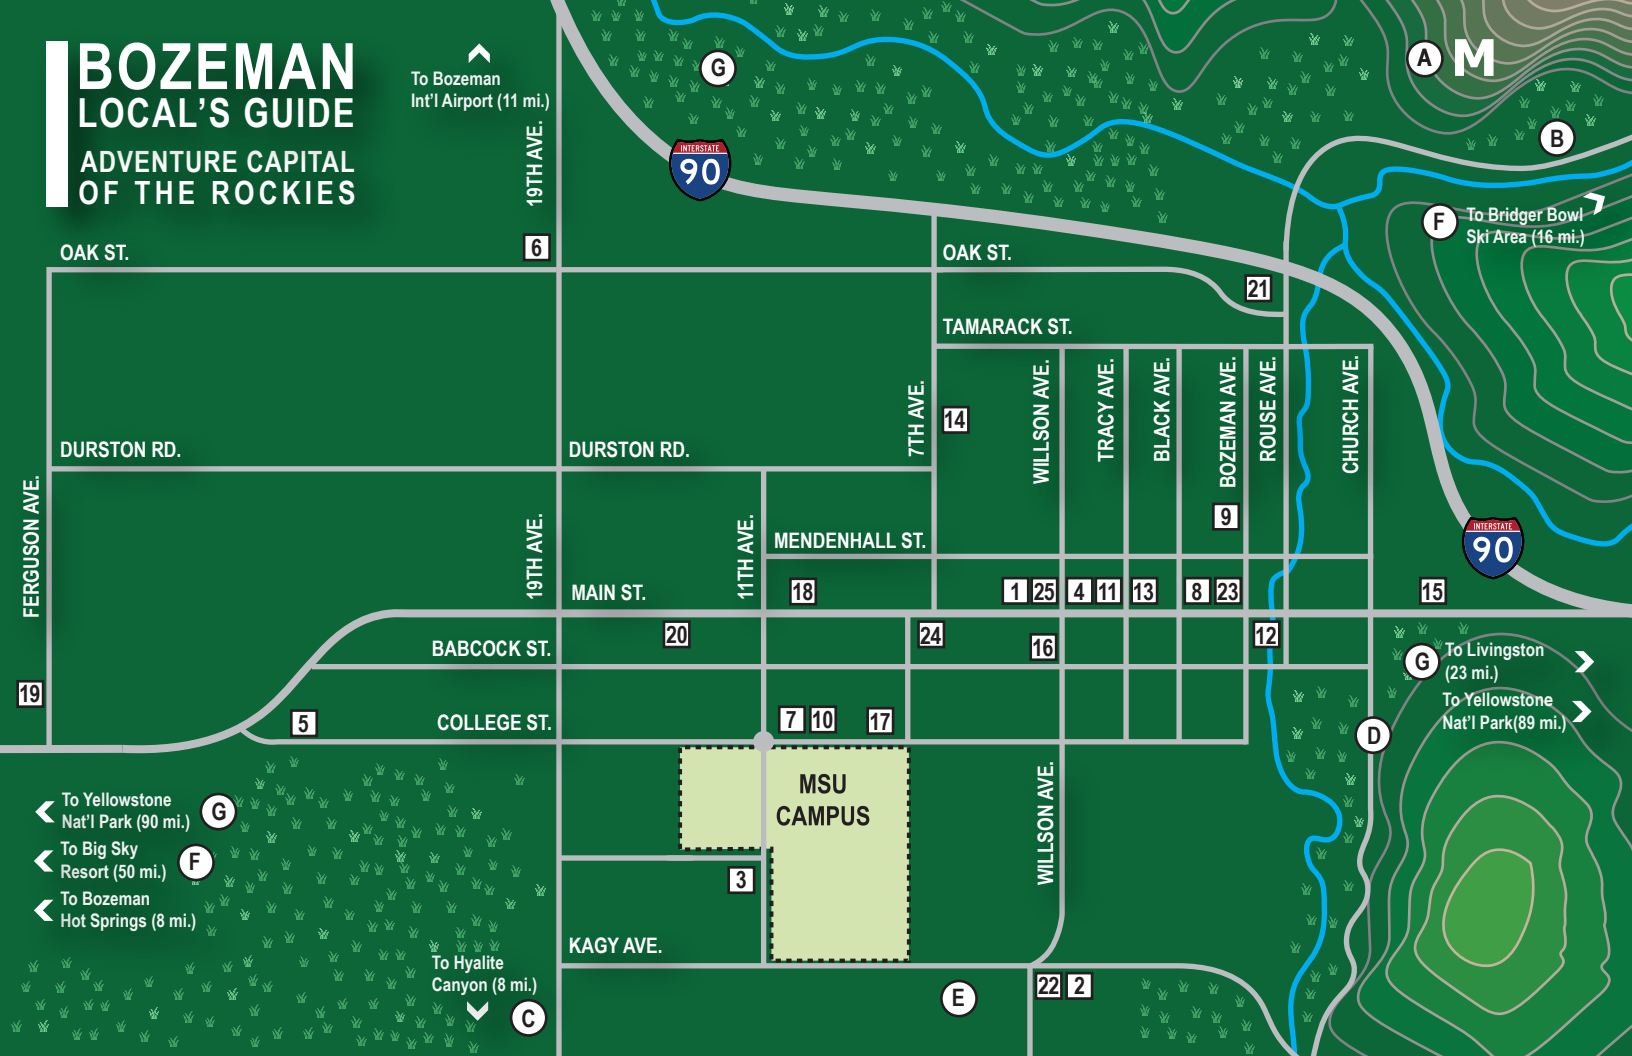 BOZEMAN
LOCAL'S GUIDE
ADVENTURE CAPITAL
OF THE ROCKIES
To Bozeman
Int'l Airport (11 mi.)
19TH AVE.
G
INTERSTATE
90
A
M
B
F
To Bridger Bowl
Ski Area (16 mi.)
6
OAK ST.
OAK ST.
21
TAMARACK ST.
7TH AVE.
14
WILLSON AVE.
TRACY AVE.
BLACK AVE.
BOZEMAN AVE.
ROUSE AVE.
CHURCH AVE.
DURSTON RD.
DURSTON RD.
FERGUSON AVE.
19TH AVE.
11TH AVE.
9
MENDENHALL ST.
INTERSTATE
90
MAIN ST.
18
1
25
4
11
13
8
23
15
20
24
16
12
BABCOCK ST.
G
To Livingston
(23 mi.)
To Yellowstone
Nat'l Park(89 mi.)
19
5
COLLEGE ST.
7
10
17
D
MSU
CAMPUS
WILLSON AVE.
To Yellowstone
Nat'l Park (90 mi.)
G
To Big Sky
Resort (50 mi.)
F
To Bozeman
Hot Springs (8 mi.)
3
KAGY AVE.
To Hyalite
Canyon (8 mi.)
C
E
22
2